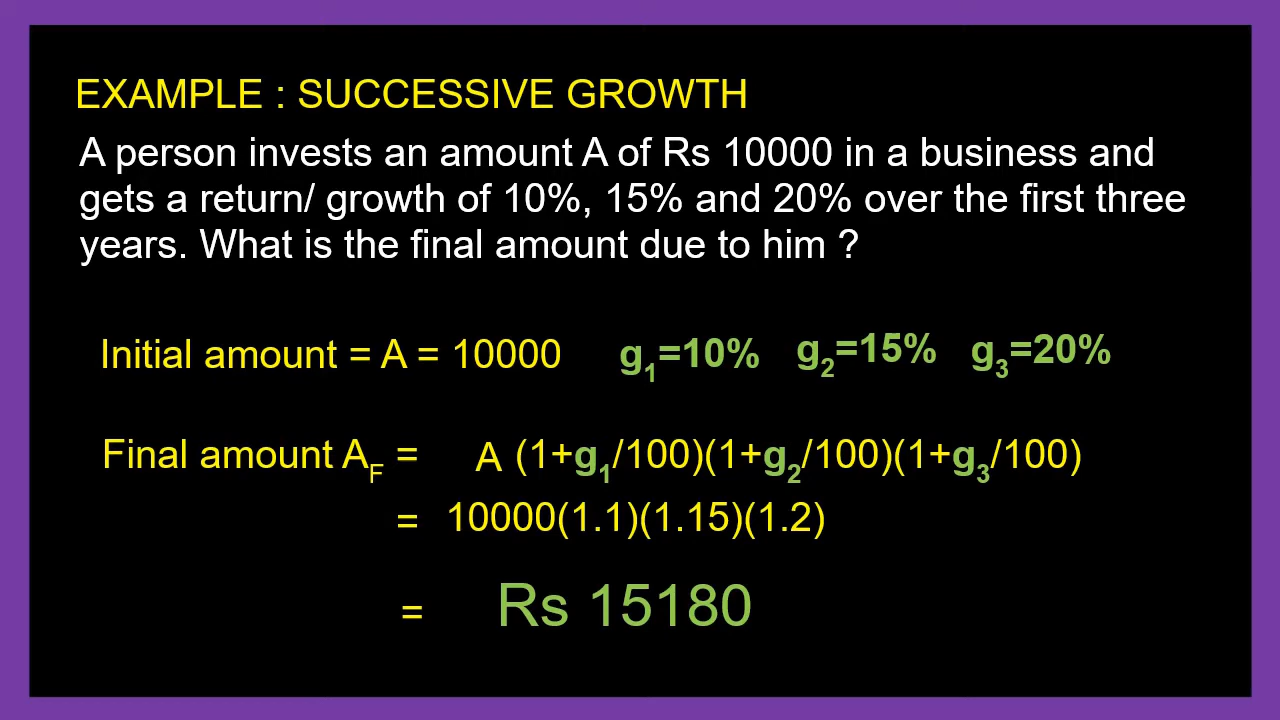 EXAMPLE : SUCCESSIVE GROWTH
A person invests an amount A of Rs 10000 in a business and
gets a return/ growth of 10%, 15% and 20% over the first three
years. What is the final amount due to him ?
Initial amount = A = 10000 g1=10% g2=15% g3=20%
Final amount AF = A (1+g1/100)(1+g2/100)(1+g3/100)
= 10000(1.1)(1.15)(1.2)
= Rs 15180